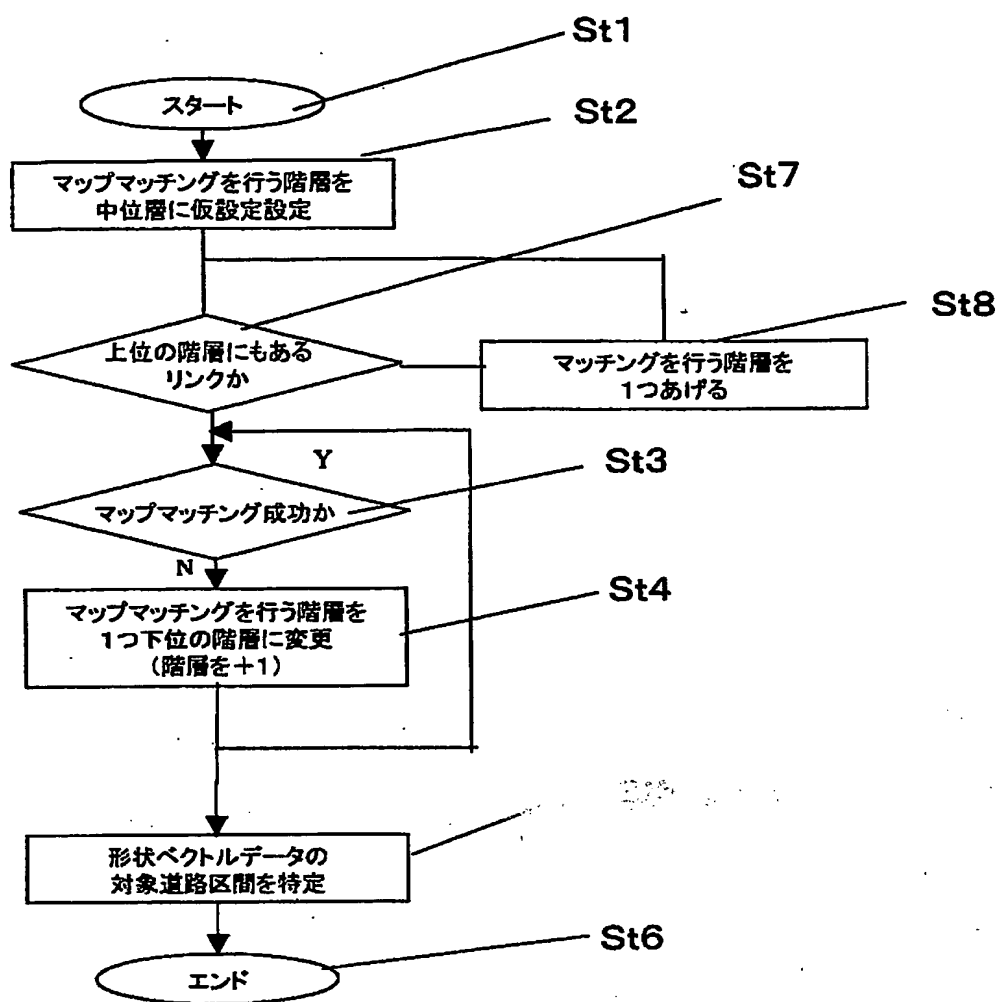 St1
スタート
St2
マップマッチングを行う階層を
中位層に仮設定設定
St7
St8
上位の階層にもある
リンクか
マッチングを行う階層を
1つあげる
Y
St3
マップマッチング成功か
N
St4
マップマッチングを行う階層を
1つ下位の階層に変更
(階層を+1)
形状ベクトルデータの
対象道路区間を特定
St6
エンド